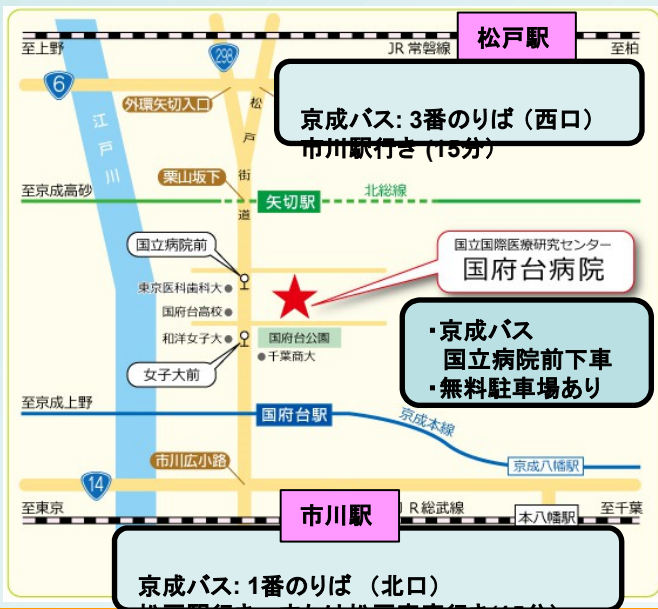 至上野
298
JR 常磐線
松戸駅
至柏
6
外環矢切入口
京成バス: 3番のりば（西口）
市川駅行き (15分)
江戸川
松戸街道
栗山坂下
至京成高砂
矢切駅
北総線
国立病院前
国立国際医療研究センター
国府台病院
東京医科歯科大
国府台高校
和洋女子大
国府台公園
千葉商大
女子大前
・京成バス
国立病院前下車
・無料駐車場あり
至京成上野
国府台駅
京成本線
市川広小路
京成八幡駅
14
至東京
市川駅
ＪＲ総武線
本八幡駅
至千葉
京成バス: 1番のりば （北口）